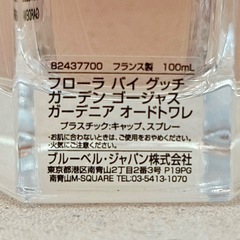 B2437700 フランス製 100mL
フローラ バイ グッチ
ガーデン ゴージャス
ガーデニア オードトワレ
プラスチック:キャップ、スプレー
・お肌に合わないときは、ご使用をおやめください。
・火気にご注意ください。
ブルーベル・ジャパン株式会社
東京都港区南青山2丁目2番3号 P19PG
南青山M-SQUARE TEL:03-5413-1070